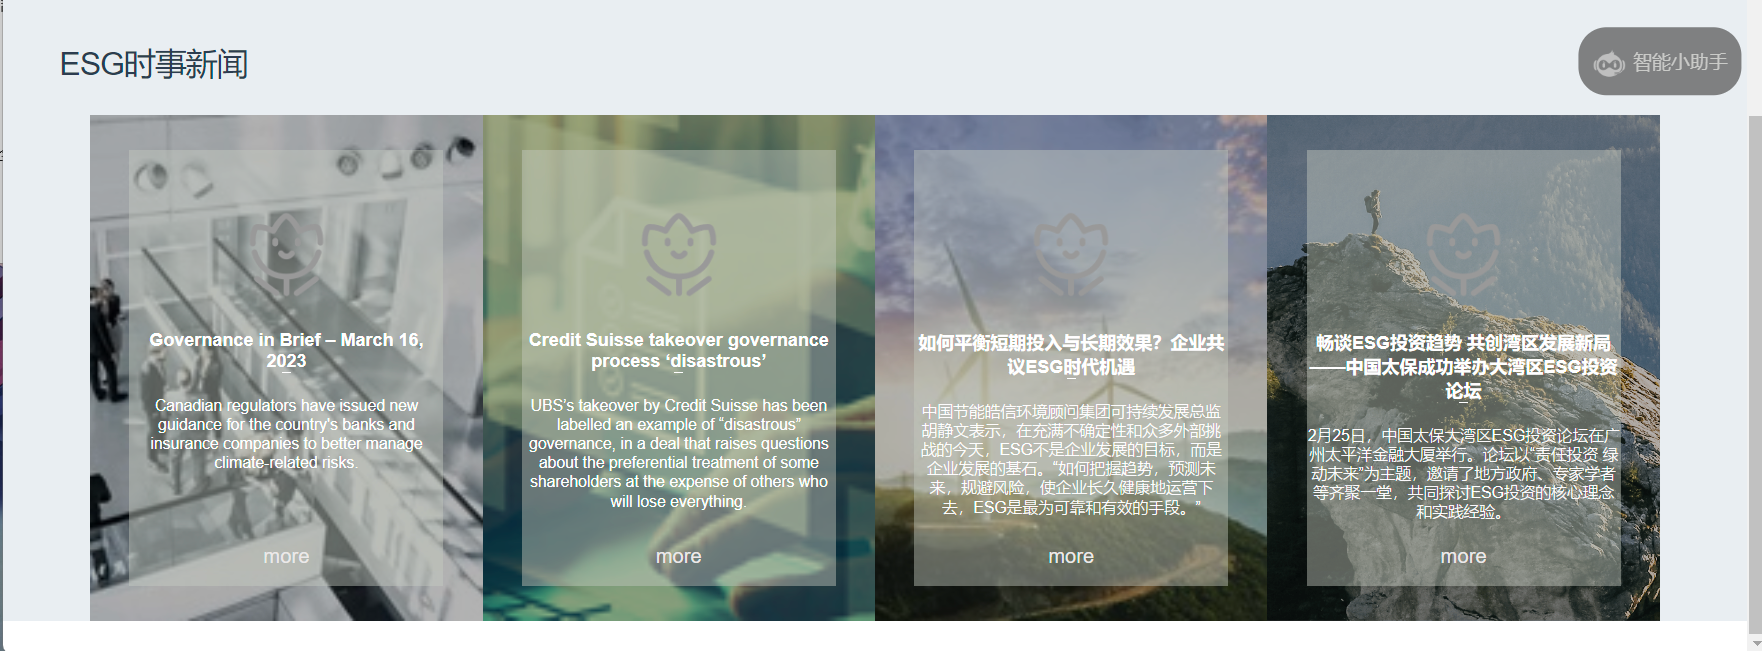 ESG时事新闻
智能小助手
Governance in Brief – March 16,
2023
Canadian regulators have issued new
guidance for the country's banks and
insurance companies to better manage
climate-related risks.
more
Credit Suisse takeover governance
process ‘disastrous’
UBS’s takeover by Credit Suisse has been
labelled an example of “disastrous”
governance, in a deal that raises questions
about the preferential treatment of some
shareholders at the expense of others who
will lose everything.
more
如何平衡短期投入与长期效果？企业共
议ESG时代机遇
中国节能皓信环境顾问集团可持续发展总监
胡静文表示，在充满不确定性和众多外部挑
战的今天，ESG不是企业发展的目标，而是
企业发展的基石。“如何把握趋势，预测未
来，规避风险，使企业长久健康地运营下
去，ESG是最为可靠和有效的手段。”
more
畅谈ESG投资趋势 共创湾区发展新局
——中国太保成功举办大湾区ESG投资
论坛
2月25日，中国太保大湾区ESG投资论坛在广
州太平洋金融大厦举行。论坛以“责任投资 绿
动未来”为主题，邀请了地方政府、专家学者
等齐聚一堂，共同探讨ESG投资的核心理念
和实践经验。
more